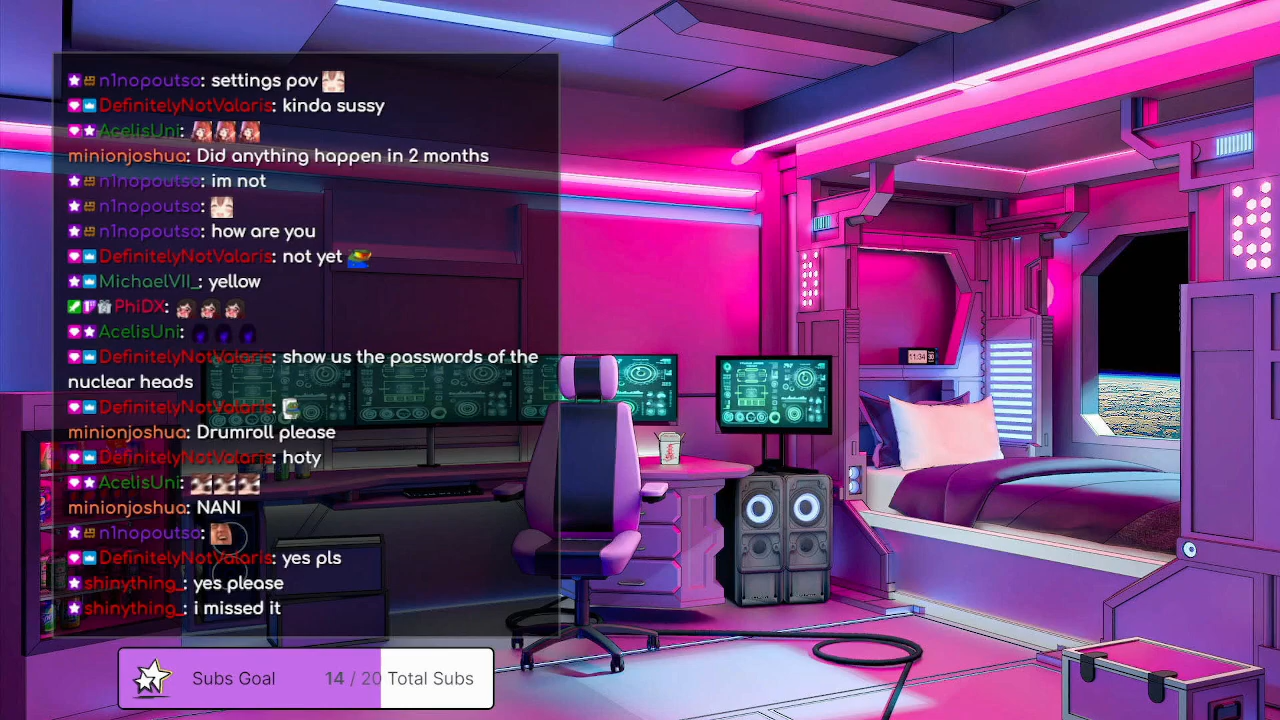 n1nopoutso: settings pov
DefinitelyNotValaris: kinda sussy
AcelisUni:
minionjoshua: Did anything happen in 2 months
n1nopoutso: im not
n1nopoutso:
n1nopoutso: how are you
DefinitelyNotValaris: not yet
MichaelVII_: yellow
PhiDX:
AcelisUni:
DefinitelyNotValaris: show us the passwords of the
nuclear heads
DefinitelyNotValaris:
minionjoshua: Drumroll please
DefinitelyNotValaris: hoty
AcelisUni:
minionjoshua: NANI
n1nopoutso:
DefinitelyNotValaris: yes pls
shinything_: yes please
shinything_: i missed it
11:34 30
Subs Goal 14 / 20 Total Subs